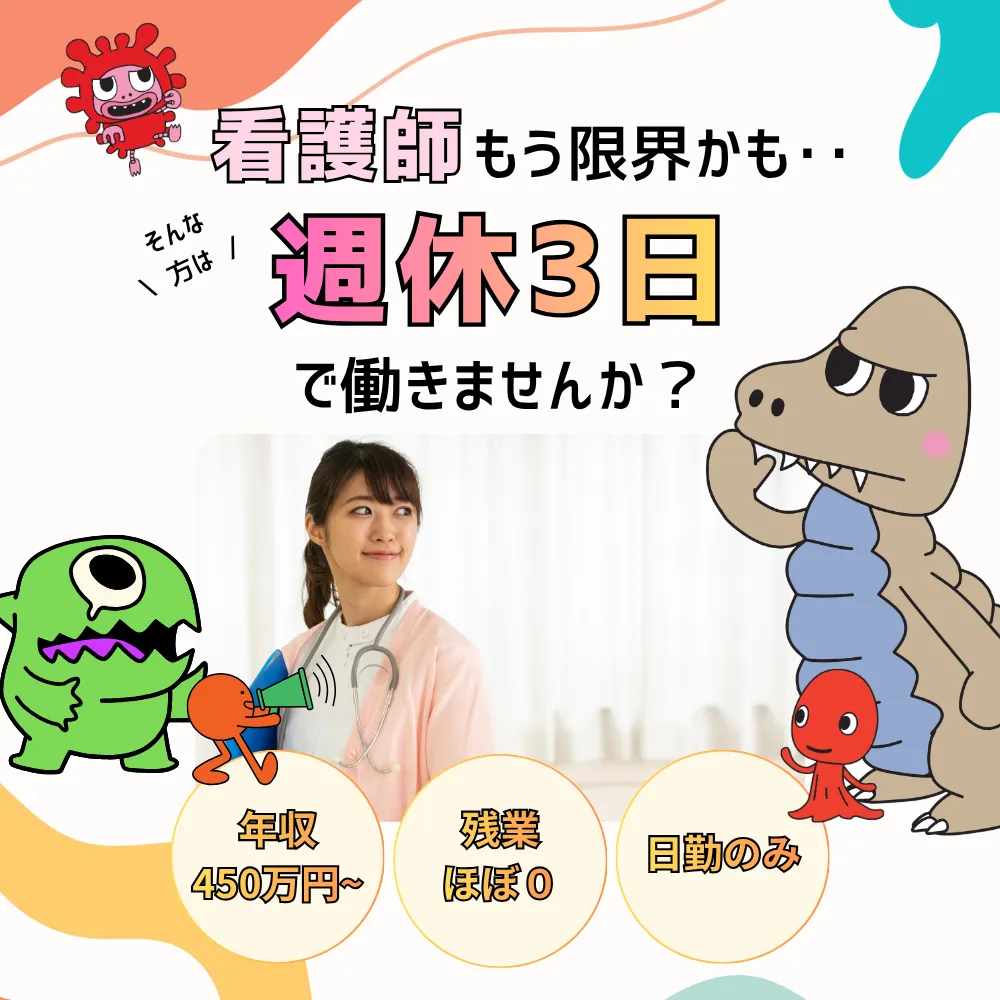 看護師もう限界かも‥
そんな
方は
週休3日
で働きませんか？
年収
450万円~
残業
ほぼ０
日勤のみ